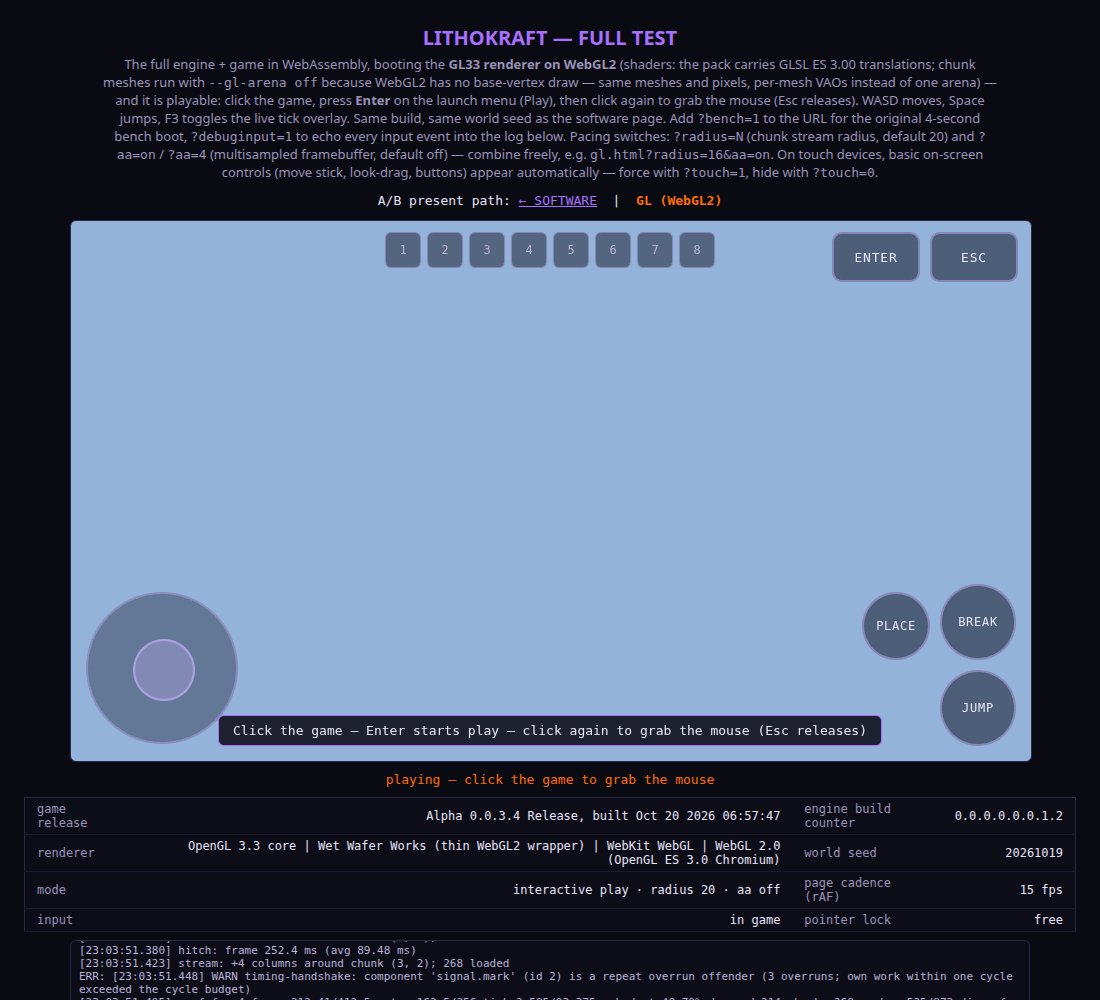 LITHOKRAFT — FULL TEST
The full engine + game in WebAssembly, booting the GL33 renderer on WebGL2 (shaders: the pack carries GLSL ES 3.00 translations; chunk
meshes run with --gl-arena off because WebGL2 has no base-vertex draw — same meshes and pixels, per-mesh VAOs instead of one arena) —
and it is playable: click the game, press Enter on the launch menu (Play), then click again to grab the mouse (Esc releases). WASD moves, Space
jumps, F3 toggles the live tick overlay. Same build, same world seed as the software page. Add ?bench=1 to the URL for the original 4-second
bench boot, ?debuginput=1 to echo every input event into the log below. Pacing switches: ?radius=N (chunk stream radius, default 20) and ?
aa=on / ?aa=4 (multisampled framebuffer, default off) — combine freely, e.g. gl.html?radius=16&aa=on. On touch devices, basic on-screen
controls (move stick, look-drag, buttons) appear automatically — force with ?touch=1, hide with ?touch=0.
A/B present path: ← SOFTWARE | GL (WebGL2)
1 2 3 4 5 6 7 8 ENTER ESC
PLACE BREAK
JUMP
Click the game — Enter starts play — click again to grab the mouse (Esc releases)
playing — click the game to grab the mouse
game release Alpha 0.0.3.4 Release, built Oct 20 2026 06:57:47 engine build counter 0.0.0.0.0.0.1.2
renderer OpenGL 3.3 core | Wet Wafer Works (thin WebGL2 wrapper) | WebKit WebGL | WebGL 2.0
(OpenGL ES 3.0 Chromium) world seed 20261019
mode interactive play · radius 20 · aa off page cadence (rAF) 15 fps
input in game pointer lock free
[23:03:51.380] hitch: frame 252.4 ms (avg 89.48 ms)
[23:03:51.423] stream: +4 columns around chunk (3, 2); 268 loaded
ERR: [23:03:51.448] WARN timing-handshake: component 'signal.mark' (id 2) is a repeat overrun offender (3 overruns; own work within one cycle
exceeded the cycle budget)